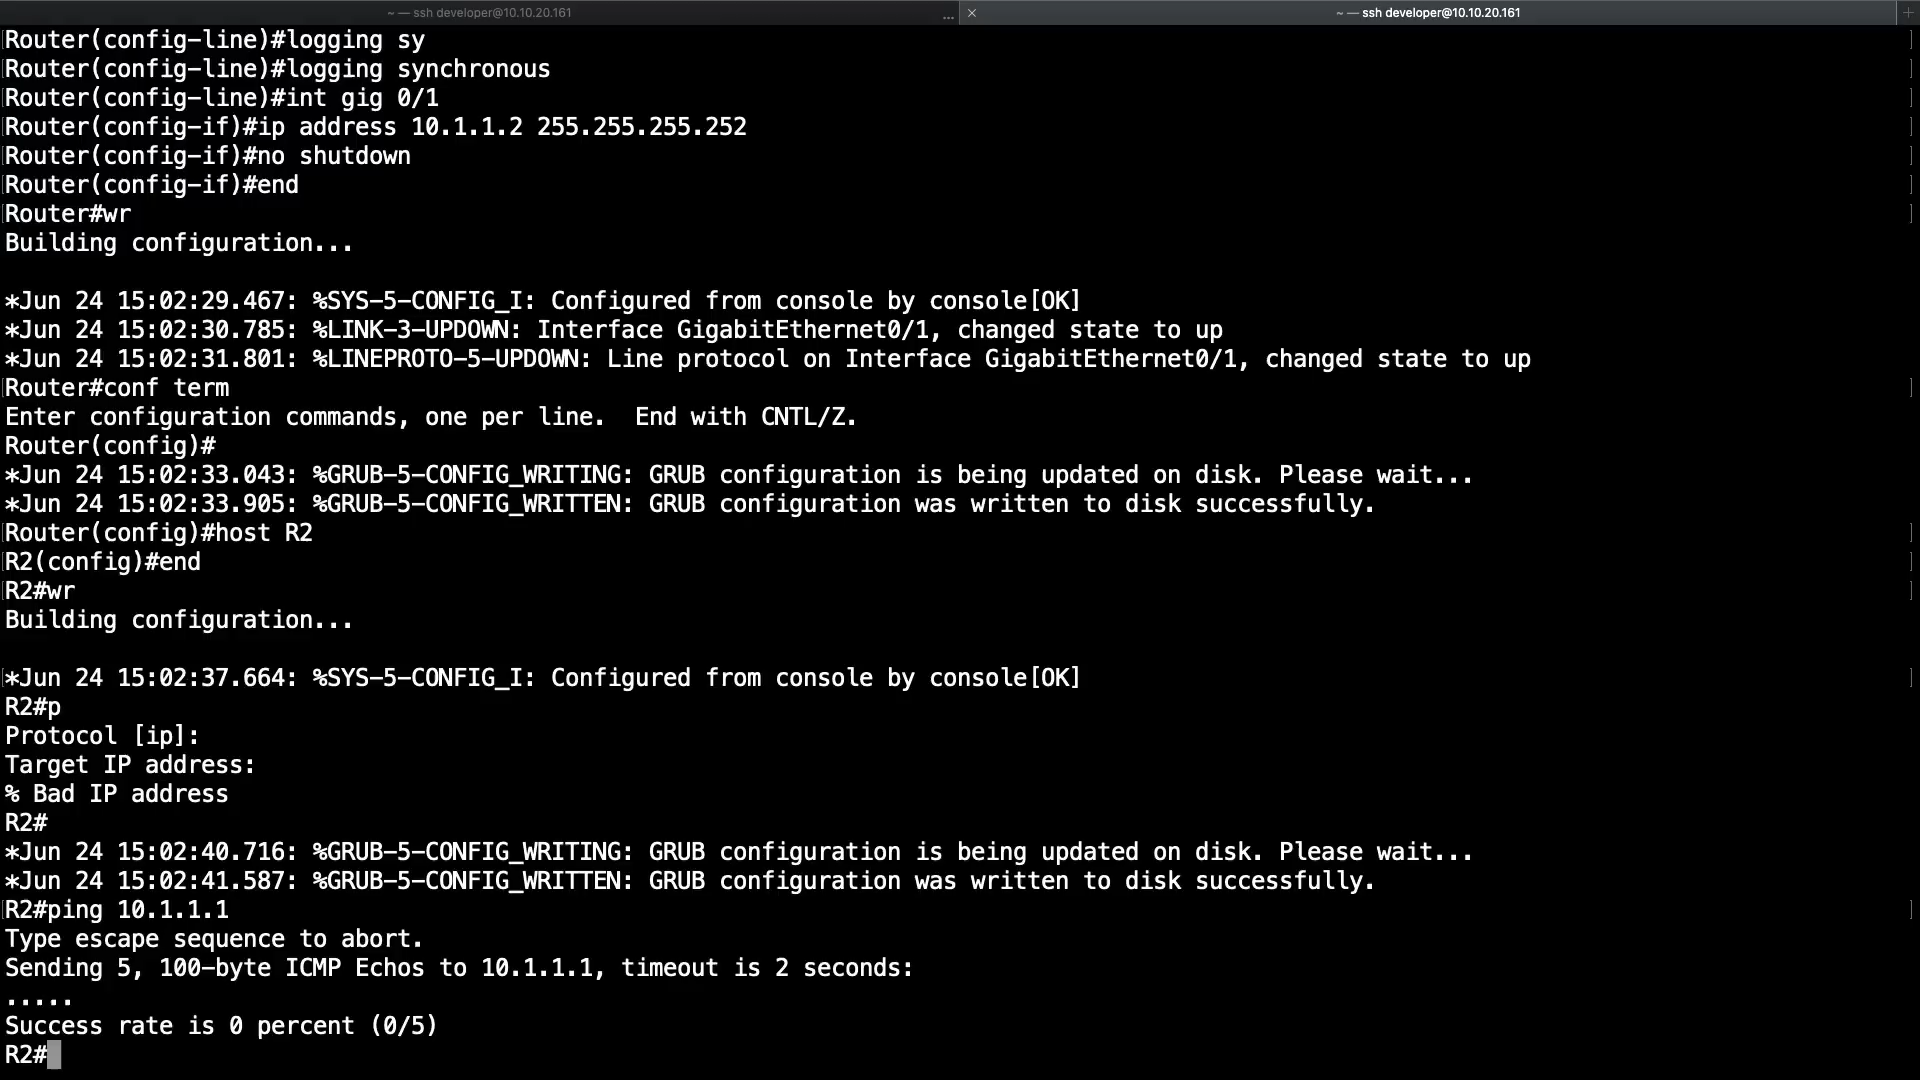 ~ — ssh developer@10.10.20.161 ... × ~ — ssh developer@10.10.20.161 +
[Router(config-line)#logging sy ]
[Router(config-line)#logging synchronous ]
[Router(config-line)#int gig 0/1 ]
[Router(config-if)#ip address 10.1.1.2 255.255.255.252 ]
[Router(config-if)#no shutdown ]
[Router(config-if)#end ]
[Router#wr ]
Building configuration...
*Jun 24 15:02:29.467: %SYS-5-CONFIG_I: Configured from console by console[OK]
*Jun 24 15:02:30.785: %LINK-3-UPDOWN: Interface GigabitEthernet0/1, changed state to up
*Jun 24 15:02:31.801: %LINEPROTO-5-UPDOWN: Line protocol on Interface GigabitEthernet0/1, changed state to up
[Router#conf term ]
Enter configuration commands, one per line.  End with CNTL/Z.
Router(config)#
*Jun 24 15:02:33.043: %GRUB-5-CONFIG_WRITING: GRUB configuration is being updated on disk. Please wait...
*Jun 24 15:02:33.905: %GRUB-5-CONFIG_WRITTEN: GRUB configuration was written to disk successfully.
[Router(config)#host R2 ]
[R2(config)#end ]
[R2#wr ]
Building configuration...
[*Jun 24 15:02:37.664: %SYS-5-CONFIG_I: Configured from console by console[OK] ]
R2#p
Protocol [ip]:
Target IP address:
% Bad IP address
R2#
*Jun 24 15:02:40.716: %GRUB-5-CONFIG_WRITING: GRUB configuration is being updated on disk. Please wait...
*Jun 24 15:02:41.587: %GRUB-5-CONFIG_WRITTEN: GRUB configuration was written to disk successfully.
[R2#ping 10.1.1.1 ]
Type escape sequence to abort.
Sending 5, 100-byte ICMP Echos to 10.1.1.1, timeout is 2 seconds:
.....
Success rate is 0 percent (0/5)
R2#